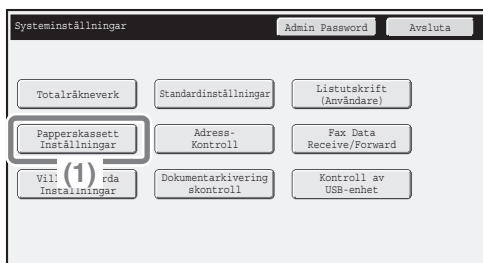 Systeminställningar
Admin Password
Avsluta
Totalräkneverk
Standardinställningar
Listutskrift
(Användare)
Papperskassett
Inställningar
Adress-
Kontroll
Fax Data
Receive/Forward
(1)
Inställningar
Dokumentarkivering
skontroll
Kontroll av
USB-enhet